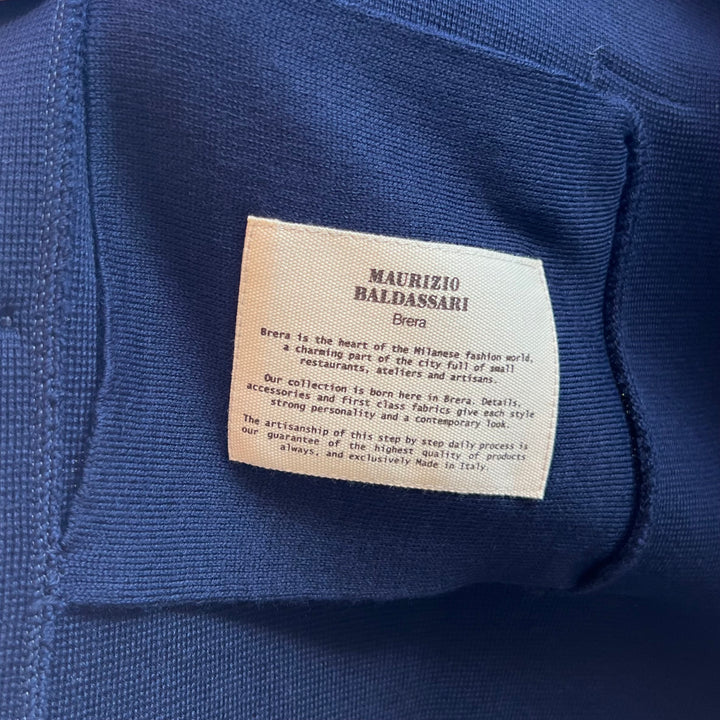 MAURIZIO
BALDASSARI
Brera
Brera is the heart of the Milanese fashion world,
a charming part of the city full of small
restaurants, ateliers and artisans.
Our collection is born here in Brera. Details,
accessories and first class fabrics give each style
strong personality and a contemporary look.
The artisanship of this step by step daily process is
our guarantee of the highest quality of products
always, and exclusively Made in Italy.